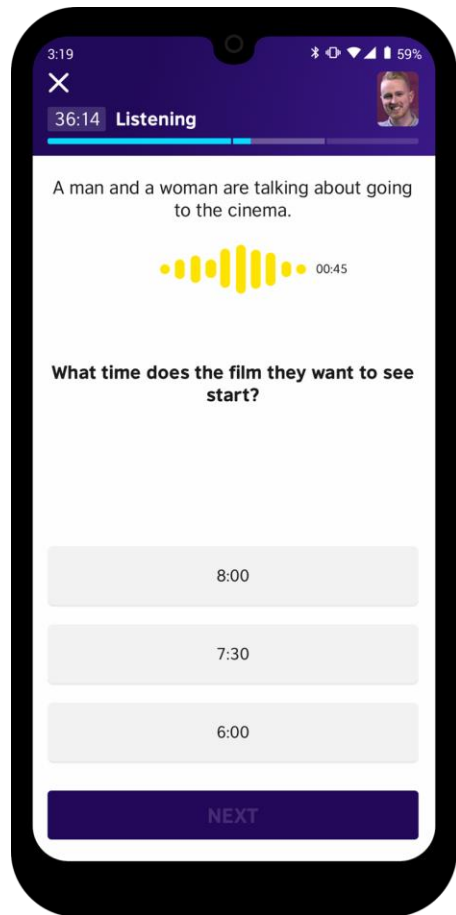 3:19 59%
36:14 Listening
A man and a woman are talking about going
to the cinema.
00:45
What time does the film they want to see
start?
8:00
7:30
6:00
NEXT